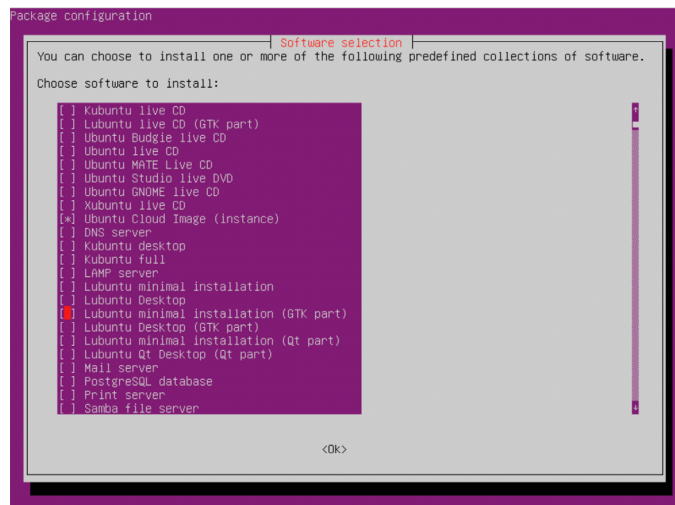 Package configuration
Software selection
You can choose to install one or more of the following predefined collections of software.
Choose software to install:
[ ] Kubuntu live CD
[ ] Lubuntu live CD (GTK part)
[ ] Ubuntu Budgie live CD
[ ] Ubuntu live CD
[ ] Ubuntu MATE Live CD
[ ] Ubuntu Studio live DVD
[ ] Ubuntu GNOME live CD
[ ] Xubuntu live CD
[*] Ubuntu Cloud Image (instance)
[ ] DNS server
[ ] Kubuntu desktop
[ ] Kubuntu full
[ ] LAMP server
[ ] Lubuntu minimal installation
[ ] Lubuntu Desktop
[ ] Lubuntu minimal installation (GTK part)
[ ] Lubuntu Desktop (GTK part)
[ ] Lubuntu minimal installation (Qt part)
[ ] Lubuntu Qt Desktop (Qt part)
[ ] Mail server
[ ] PostgreSQL database
[ ] Print server
[ ] Samba file server
<Ok>